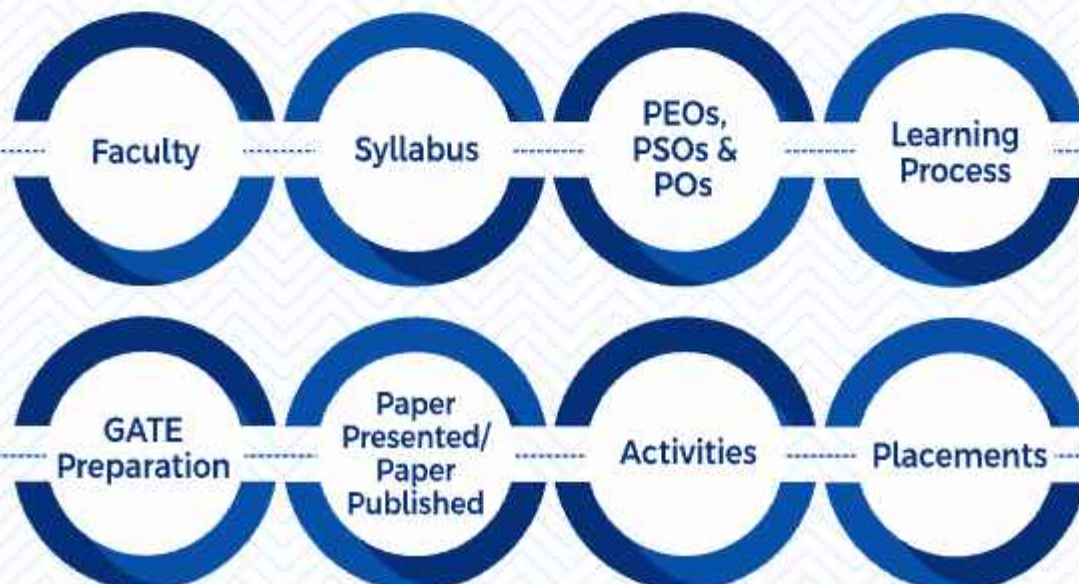 Faculty
Syllabus
PEOs,
PSOs &
POs
Learning
Process
GATE
Preparation
Paper
Presented/
Paper
Published
Activities
Placements